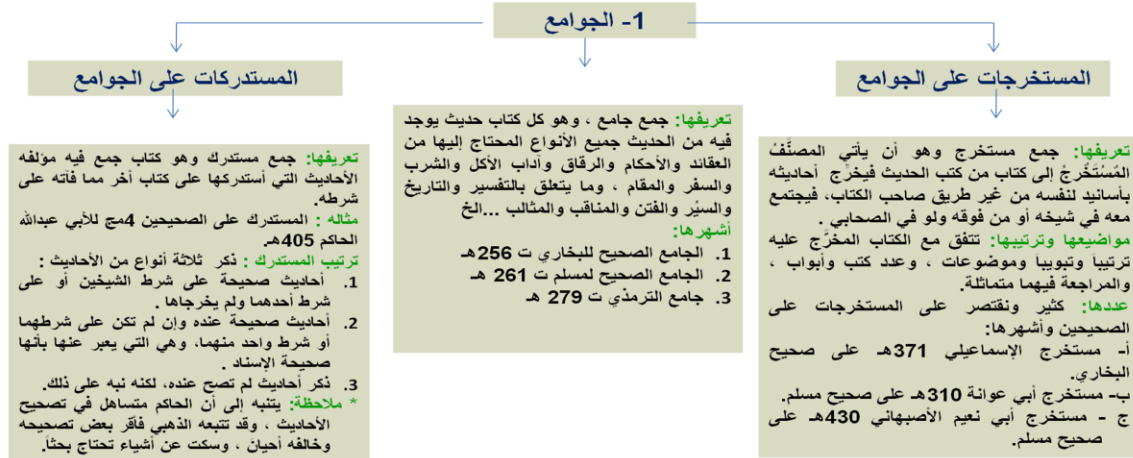 1- الجوامع
المستخرجات على الجوامع
تعريفها: جمع مستخرج وهو أن يأتي المصنَّفُ
المُسْتَخْرِجُ إلى كتاب من كتب الحديث فيخرِّج أحاديثه
بأسانيد لنفسه من غير طريق صاحب الكتاب، فيجتمع
معه في شيخه أو من فوقه ولو في الصحابي .
مواضيعها وترتيبها: تتفق مع الكتاب المخرَّج عليه
ترتيبا وتبويبا وموضوعات ، وعدد كتب وأبواب ،
والمراجعة فيهما متماثلة.
عددها: كثير ونقتصر على المستخرجات على
الصحيحين وأشهرها:
أ- مستخرج الإسماعيلي 371هـ على صحيح
البخاري.
ب- مستخرج أبي عوانة 310هـ على صحيح مسلم.
ج - مستخرج أبي نعيم الأصبهاني 430هـ على
صحيح مسلم.
تعريفها: جمع جامع ، وهو كل كتاب حديث يوجد
فيه من الحديث جميع الأنواع المحتاج إليها من
العقائد والأحكام والرقاق وآداب الأكل والشرب
والسفر والمقام ، وما يتعلق بالتفسير والتاريخ
والسيُر والفتن والمناقب والمثالب ...الخ
أشهرها:
1. الجامع الصحيح للبخاري ت 256هـ
2. الجامع الصحيح لمسلم ت 261 هـ
3. جامع الترمذي ت 279 هـ
المستدركات على الجوامع
تعريفها: جمع مستدرك وهو كتاب جمع فيه مؤلفه
الأحاديث التي أستدركها على كتاب أخر مما فاته على
شرطه.
مثاله : المستدرك على الصحيحين 4مج للأبي عبدالله
الحاكم 405هـ.
ترتيب المستدرك : ذكر ثلاثة أنواع من الأحاديث :
1. أحاديث صحيحة على شرط الشيخين أو على
شرط أحدهما ولم يخرجاها .
2. أحاديث صحيحة عنده وإن لم تكن على شرطهما
أو شرط واحد منهما، وهي التي يعبر عنها بأنها
صحيحة الإسناد .
3. ذكر أحاديث لم تصح عنده، لكنه نبه على ذلك.
* ملاحظة: يتنبه إلى أن الحاكم متساهل في تصحيح
الأحاديث ، وقد تتبعه الذهبي فأقر بعض تصحيحه
وخالفه أحيان ، وسكت عن أشياء تحتاج بحثاً.